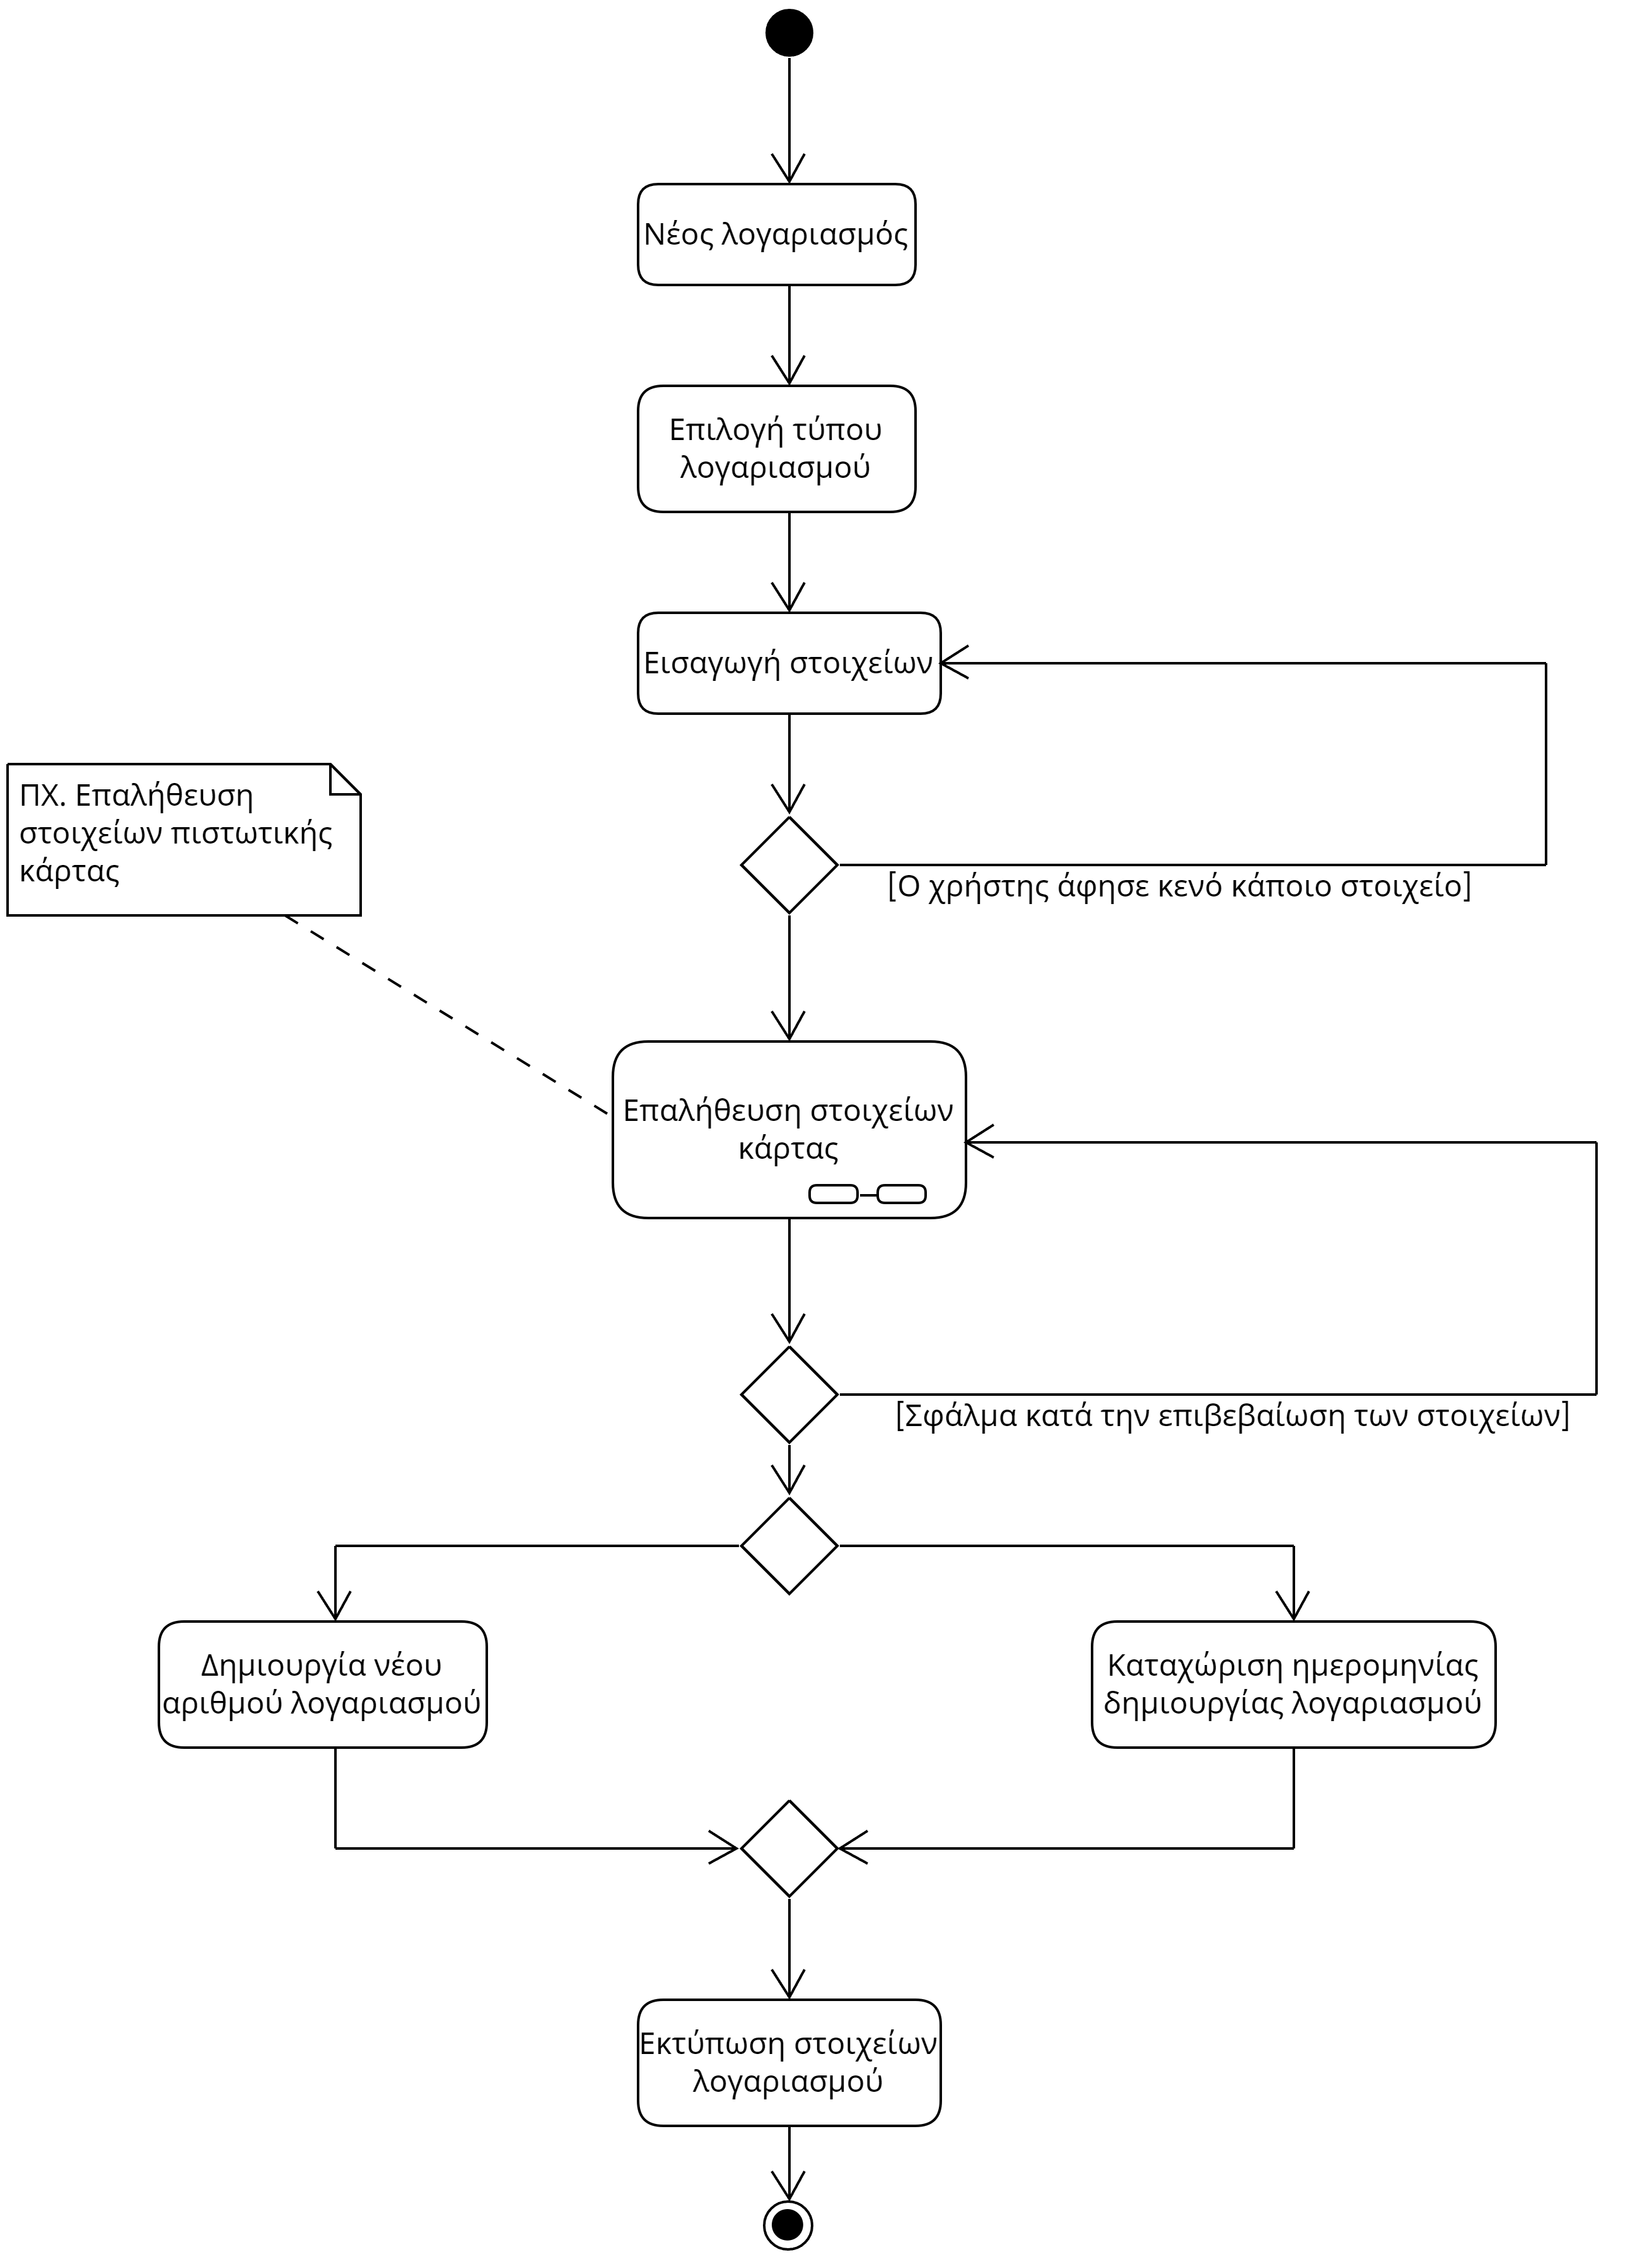 Νέος λογαριασμός
Επιλογή τύπου
λογαριασμού
Εισαγωγή στοιχείων
ΠΧ. Επαλήθευση
στοιχείων πιστωτικής
κάρτας
[Ο χρήστης άφησε κενό κάποιο στοιχείο]
Επαλήθευση στοιχείων
κάρτας
[Σφάλμα κατά την επιβεβαίωση των στοιχείων]
Δημιουργία νέου
αριθμού λογαριασμού
Καταχώριση ημερομηνίας
δημιουργίας λογαριασμού
Εκτύπωση στοιχείων
λογαριασμού